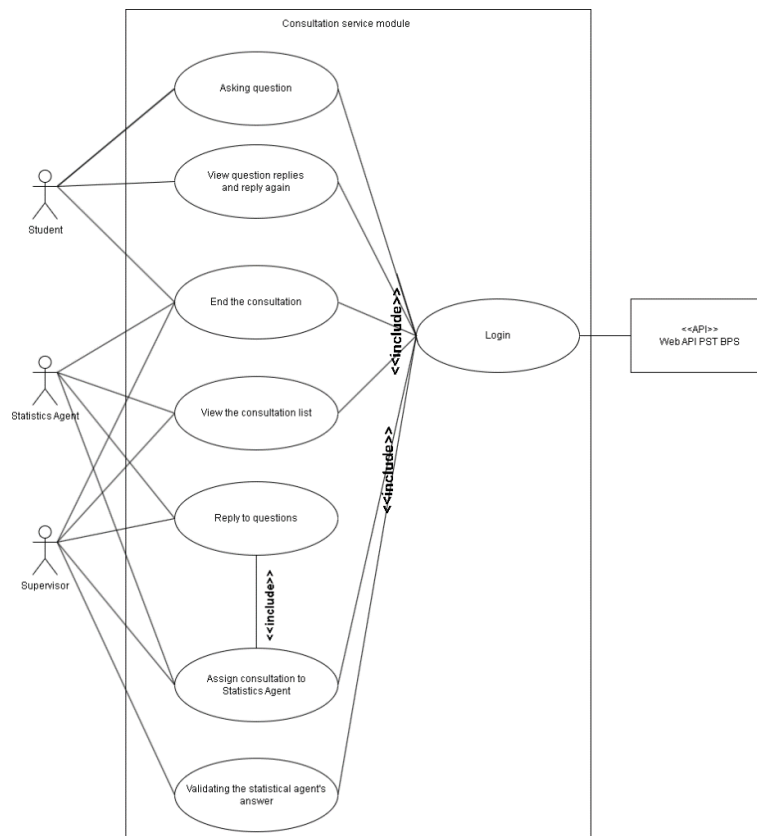 Consultation service module
Asking question
View question replies
and reply again
Student
End the consultation
<<include>>
Login
<<API>>
Web API PST BPS
Statistics Agent
View the consultation list
<<include>>
Reply to questions
Supervisor
<<include>>
Assign consultation to
Statistics Agent
Validating the statistical agent's
answer